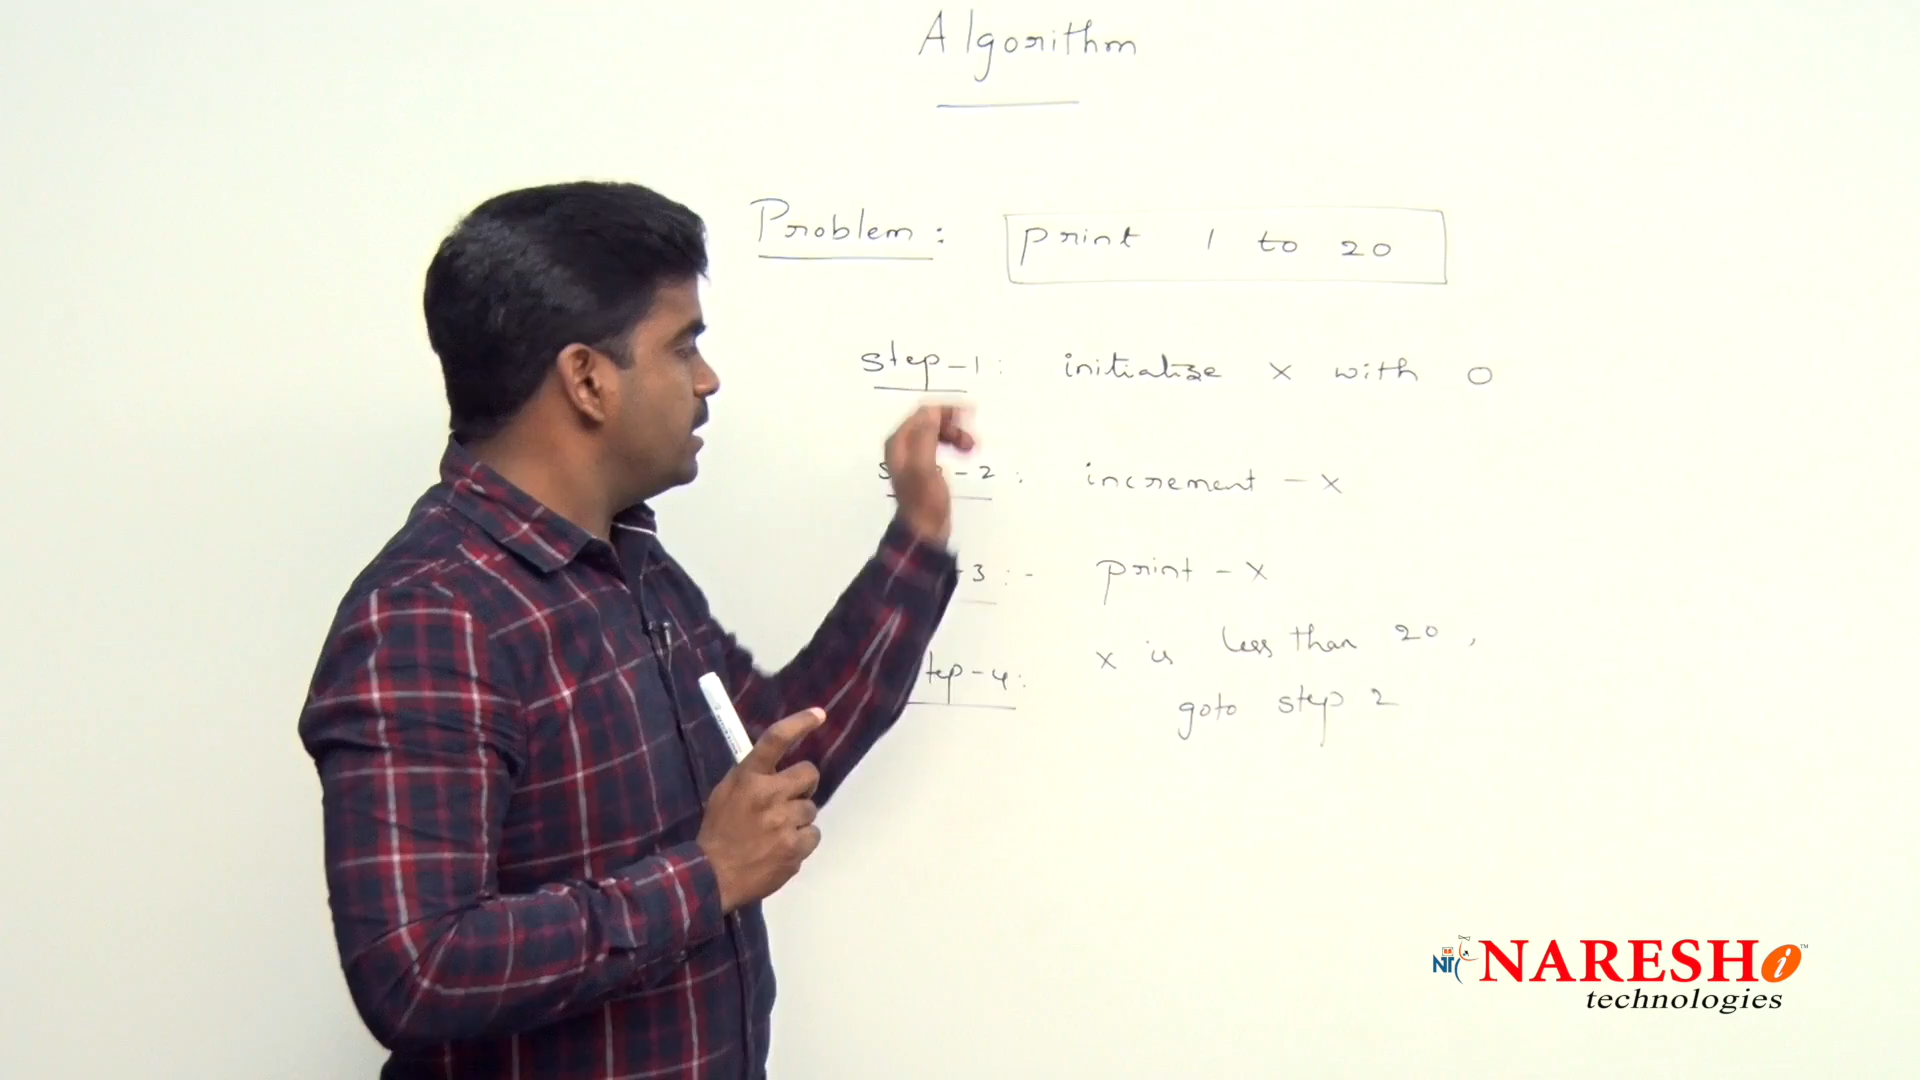 Algorithm
Problem: print 1 to 20
step-1: initialize x with 0
-2: increment - x
3:- print - x
tep-4: x is less than 20,
goto step 2
NARESH i ™
technologies